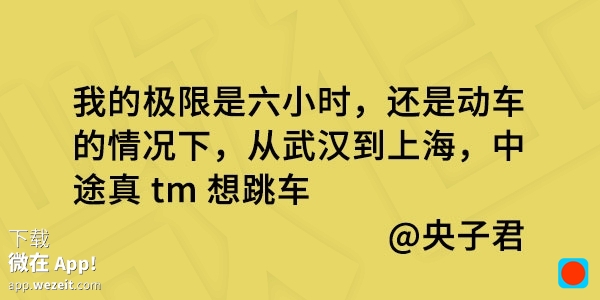 我的极限是六小时，还是动车
的情况下，从武汉到上海，中
途真 tm 想跳车
@央子君
下载
微在 App!
app.wezeit.com